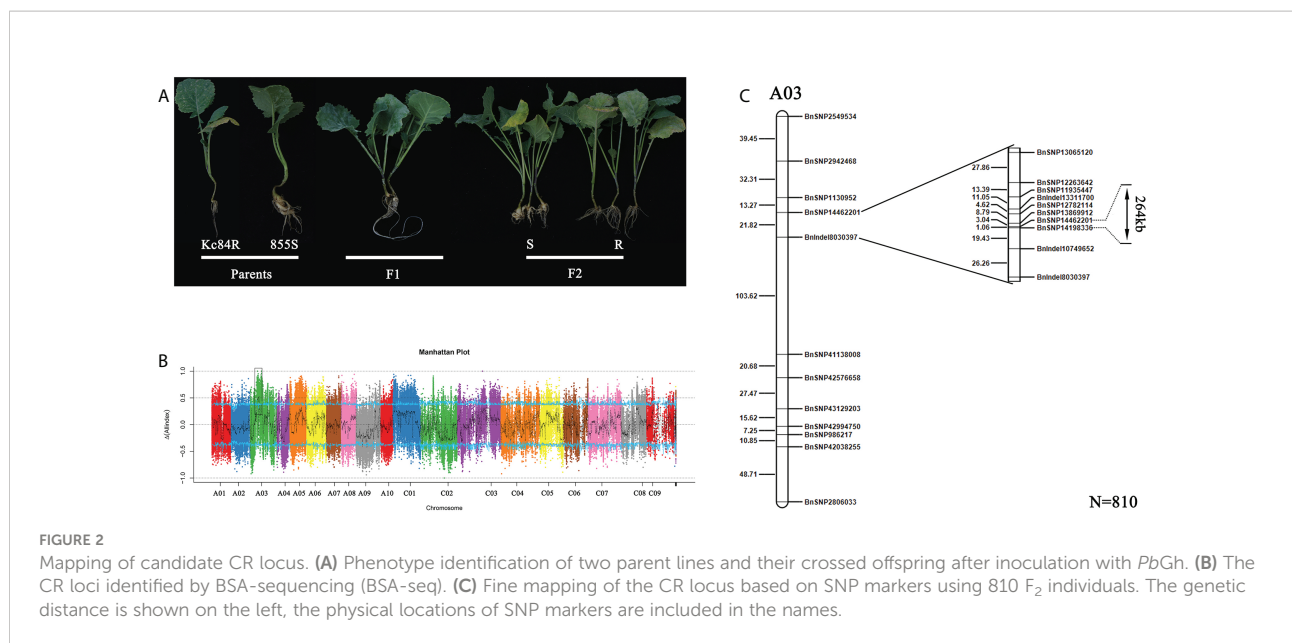 A
Kc84R
855S
S
R
Parents
F1
F2
B
Manhattan Plot
Δ(Allindex)
1.0
0.5
0.0
−0.5
−1.0
A01
A02
A03
A04
A05
A06
A07
A08
A09
A10
C01
C02
C03
C04
C05
C06
C07
C08
C09
Chromosome
C
A03
39.45
32.31
13.27
21.82
103.62
20.68
27.47
15.62
7.25
10.85
48.71
BnSNP2549534
BnSNP2942468
BnSNP1130952
BnSNP14462201
BnIndel8030397
BnSNP41138008
BnSNP42576658
BnSNP43129203
BnSNP42994750
BnSNP986217
BnSNP42038255
BnSNP2806033
27.86
13.39
11.05
4.62
8.79
3.04
1.06
19.43
26.26
BnSNP13065120
BnSNP12263642
BnSNP11935447
BnIndel13311700
BnSNP12782114
BnSNP13869912
BnSNP14462201
BnSNP14198336
BnIndel10749652
BnIndel8030397
264kb
N=810
FIGURE 2
Mapping of candidate CR locus. (A) Phenotype identification of two parent lines and their crossed offspring after inoculation with PbGh. (B) The
CR loci identified by BSA-sequencing (BSA-seq). (C) Fine mapping of the CR locus based on SNP markers using 810 F2 individuals. The genetic
distance is shown on the left, the physical locations of SNP markers are included in the names.